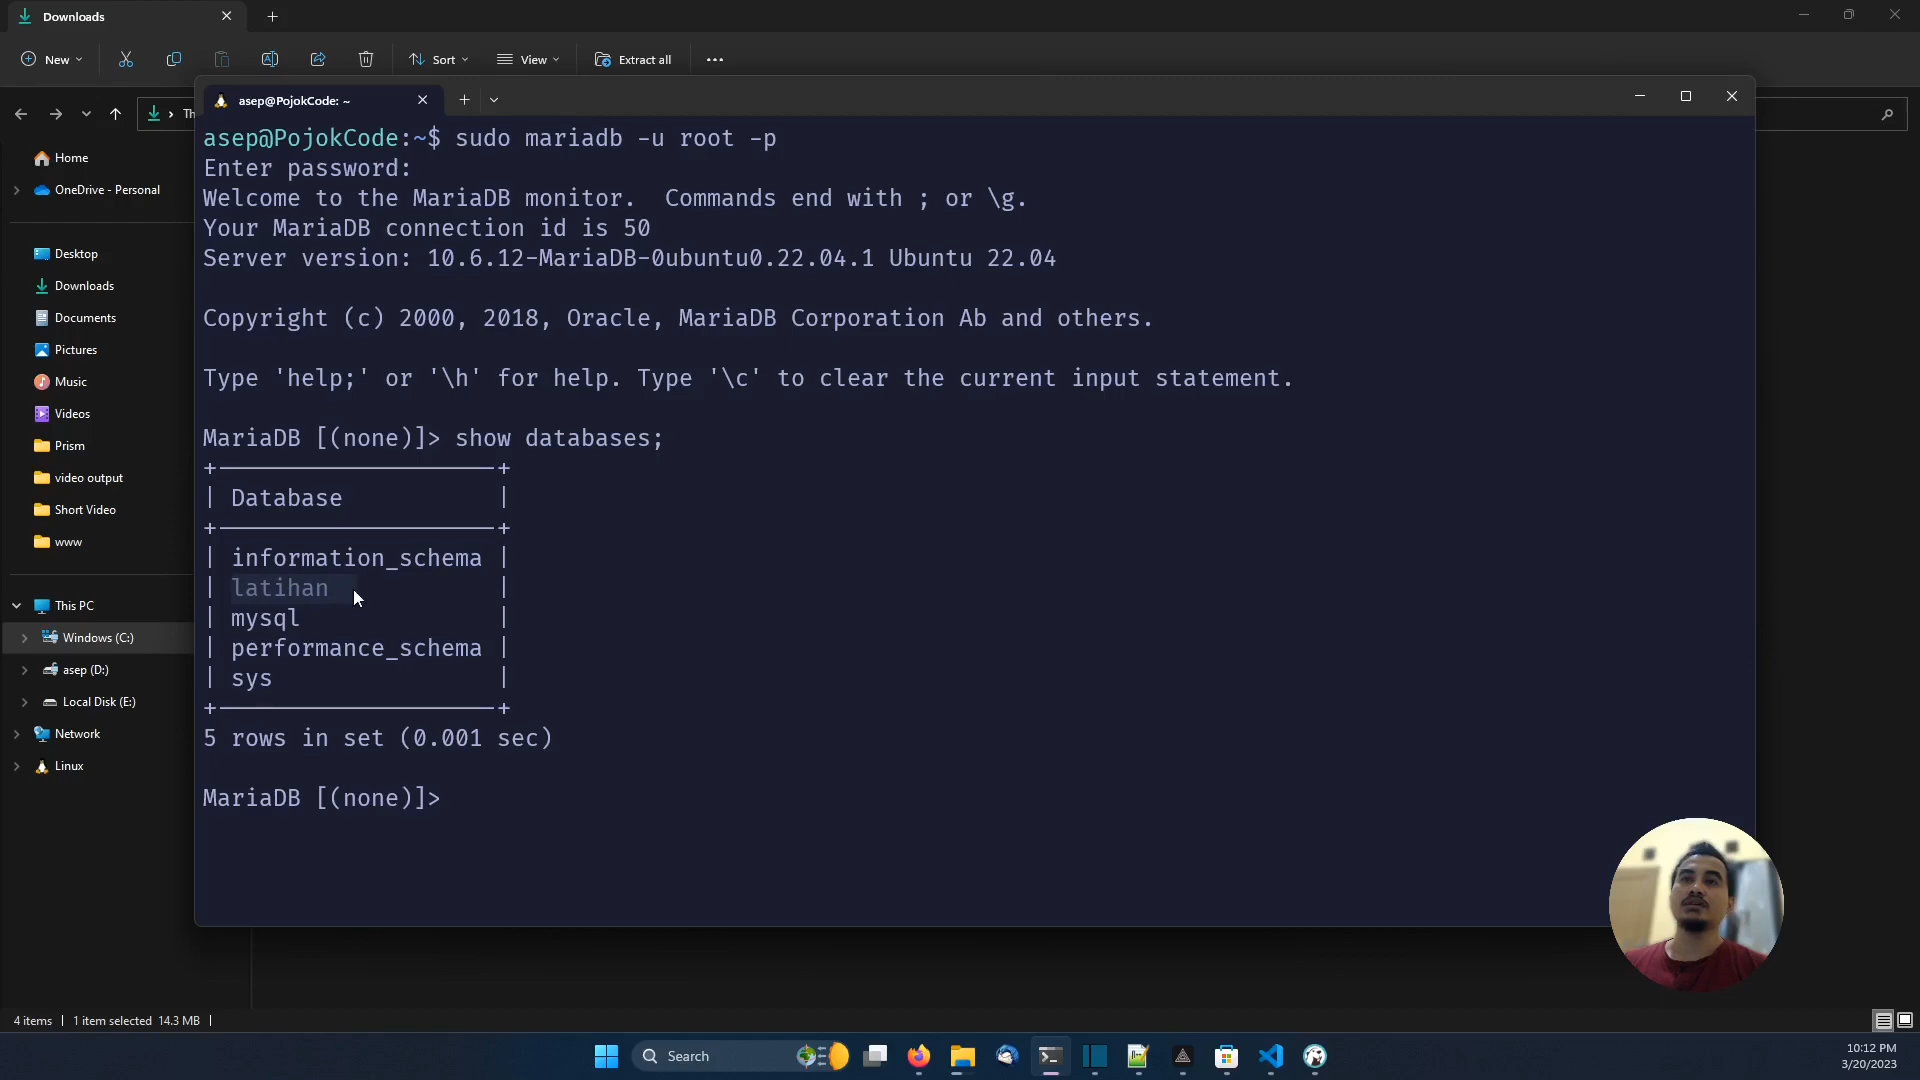 Downloads
New
Sort
View
Extract all
Th
asep@PojokCode: ~
Home
OneDrive - Personal
Desktop
Downloads
Documents
Pictures
Music
Videos
Prism
video output
Short Video
www
This PC
Windows (C:)
asep (D:)
Local Disk (E:)
Network
Linux
asep@PojokCode:~$ sudo mariadb -u root -p
Enter password:
Welcome to the MariaDB monitor.  Commands end with ; or \g.
Your MariaDB connection id is 50
Server version: 10.6.12-MariaDB-0ubuntu0.22.04.1 Ubuntu 22.04
Copyright (c) 2000, 2018, Oracle, MariaDB Corporation Ab and others.
Type 'help;' or '\h' for help. Type '\c' to clear the current input statement.
MariaDB [(none)]> show databases;
+--------------------+
| Database           |
+--------------------+
| information_schema |
| latihan            |
| mysql              |
| performance_schema |
| sys                |
+--------------------+
5 rows in set (0.001 sec)
MariaDB [(none)]>
4 items | 1 item selected 14.3 MB |
Search
10:12 PM
3/20/2023